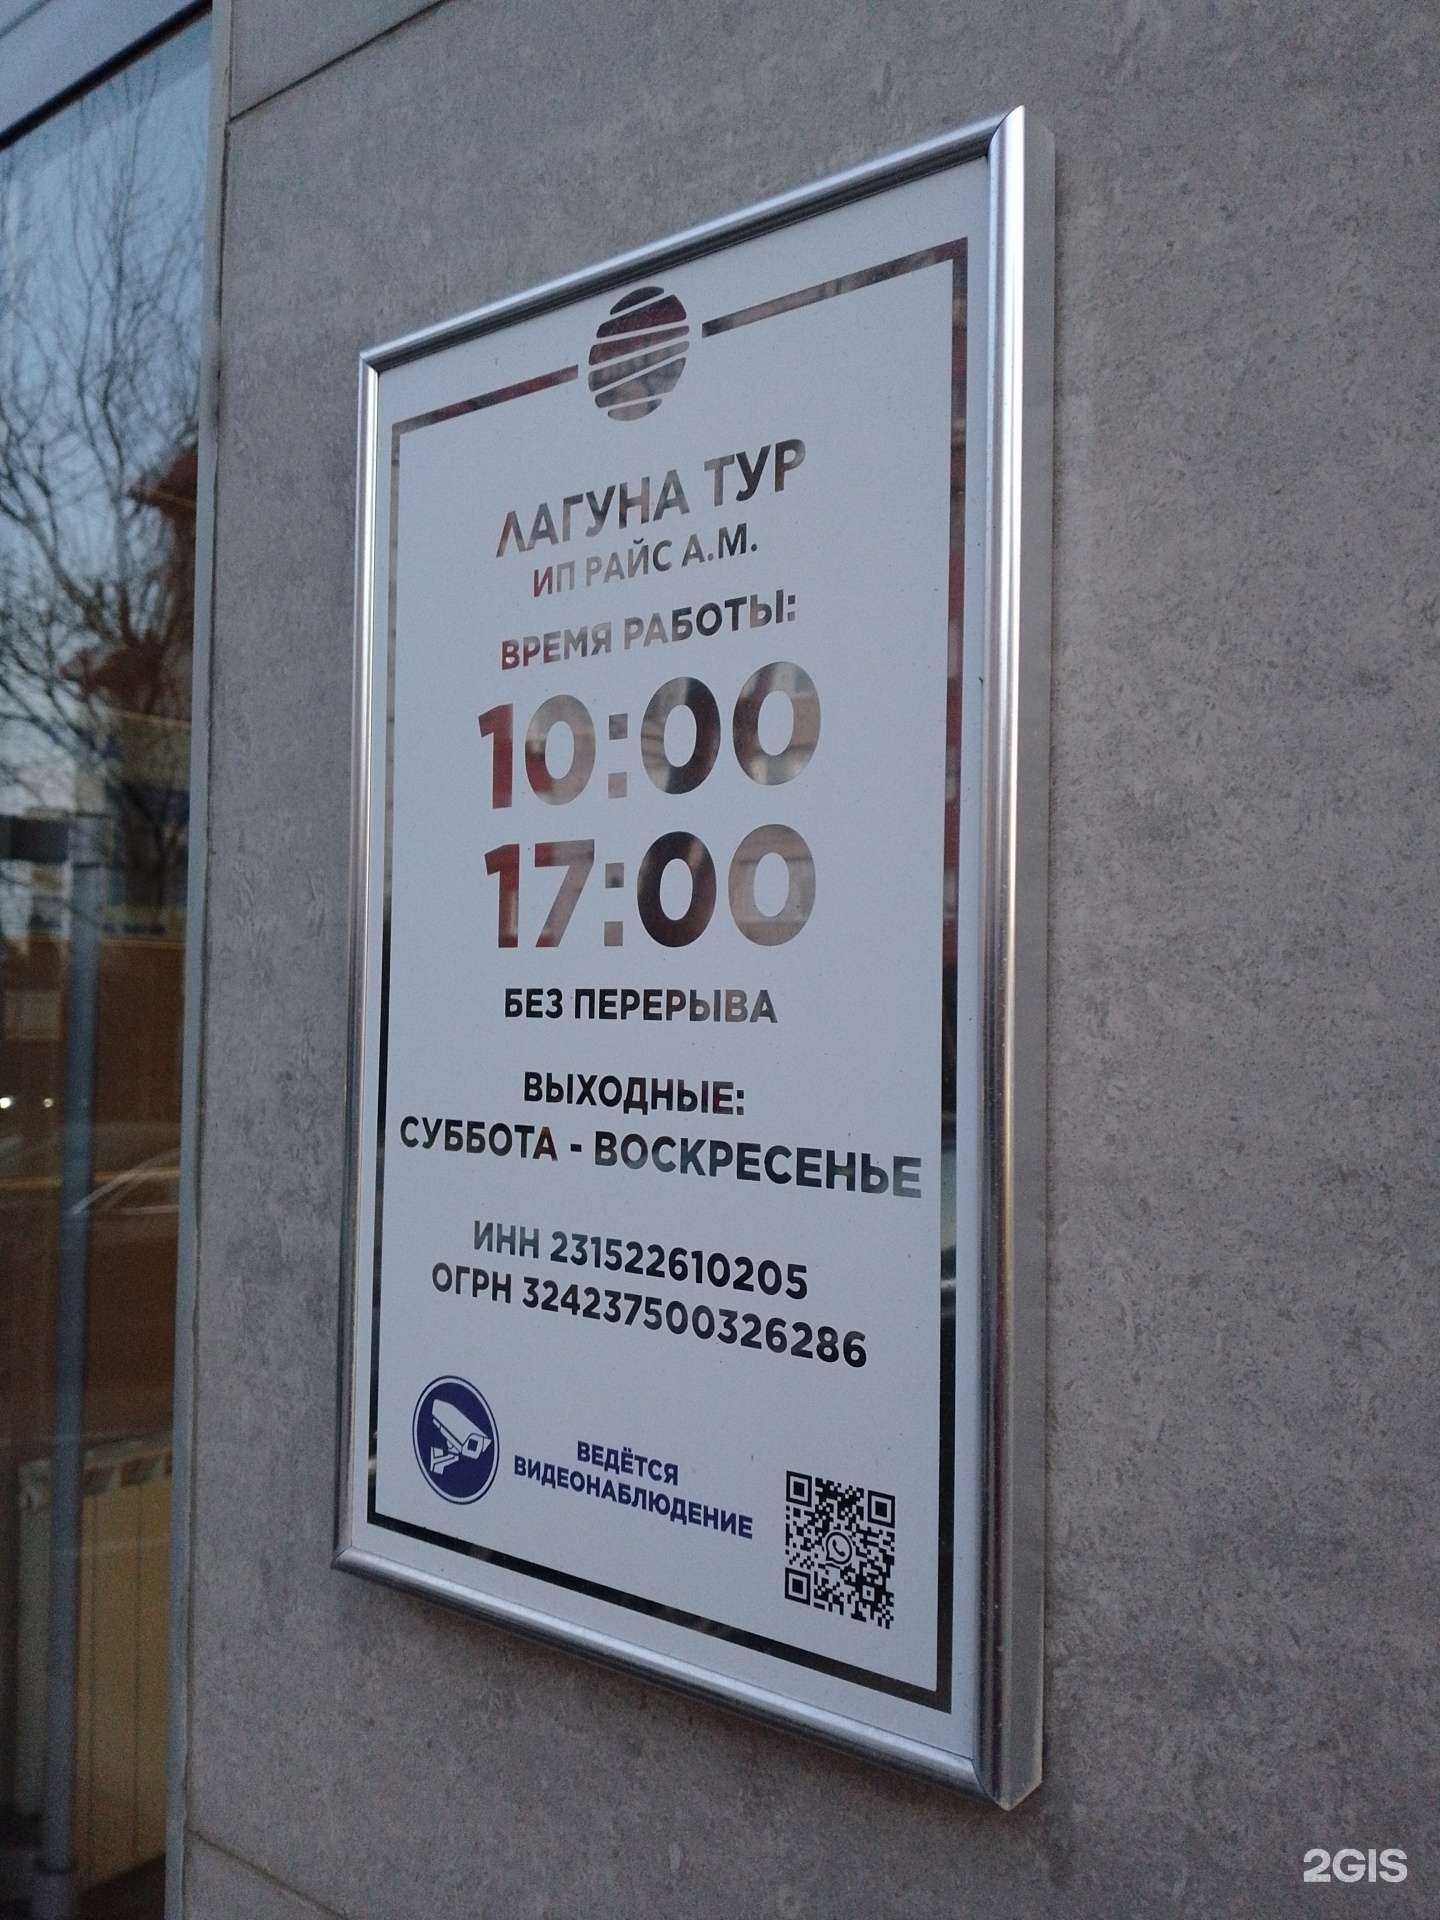 ЛАГУНА ТУР
ИП РАЙС А.М.
ВРЕМЯ РАБОТЫ:
10:00
17:00
БЕЗ ПЕРЕРЫВА
ВЫХОДНЫЕ:
СУББОТА - ВОСКРЕСЕНЬЕ
ИНН 231522610205
ОГРН 324237500326286
ВЕДЁТСЯ
ВИДЕОНАБЛЮДЕНИЕ
2GIS